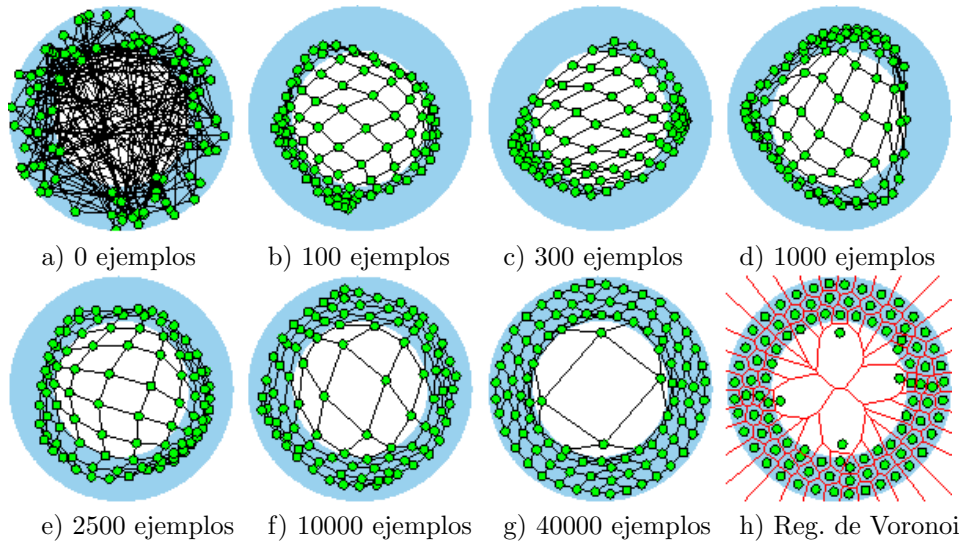 a) 0 ejemplos
b) 100 ejemplos
c) 300 ejemplos
d) 1000 ejemplos
e) 2500 ejemplos
f) 10000 ejemplos
g) 40000 ejemplos
h) Reg. de Voronoi